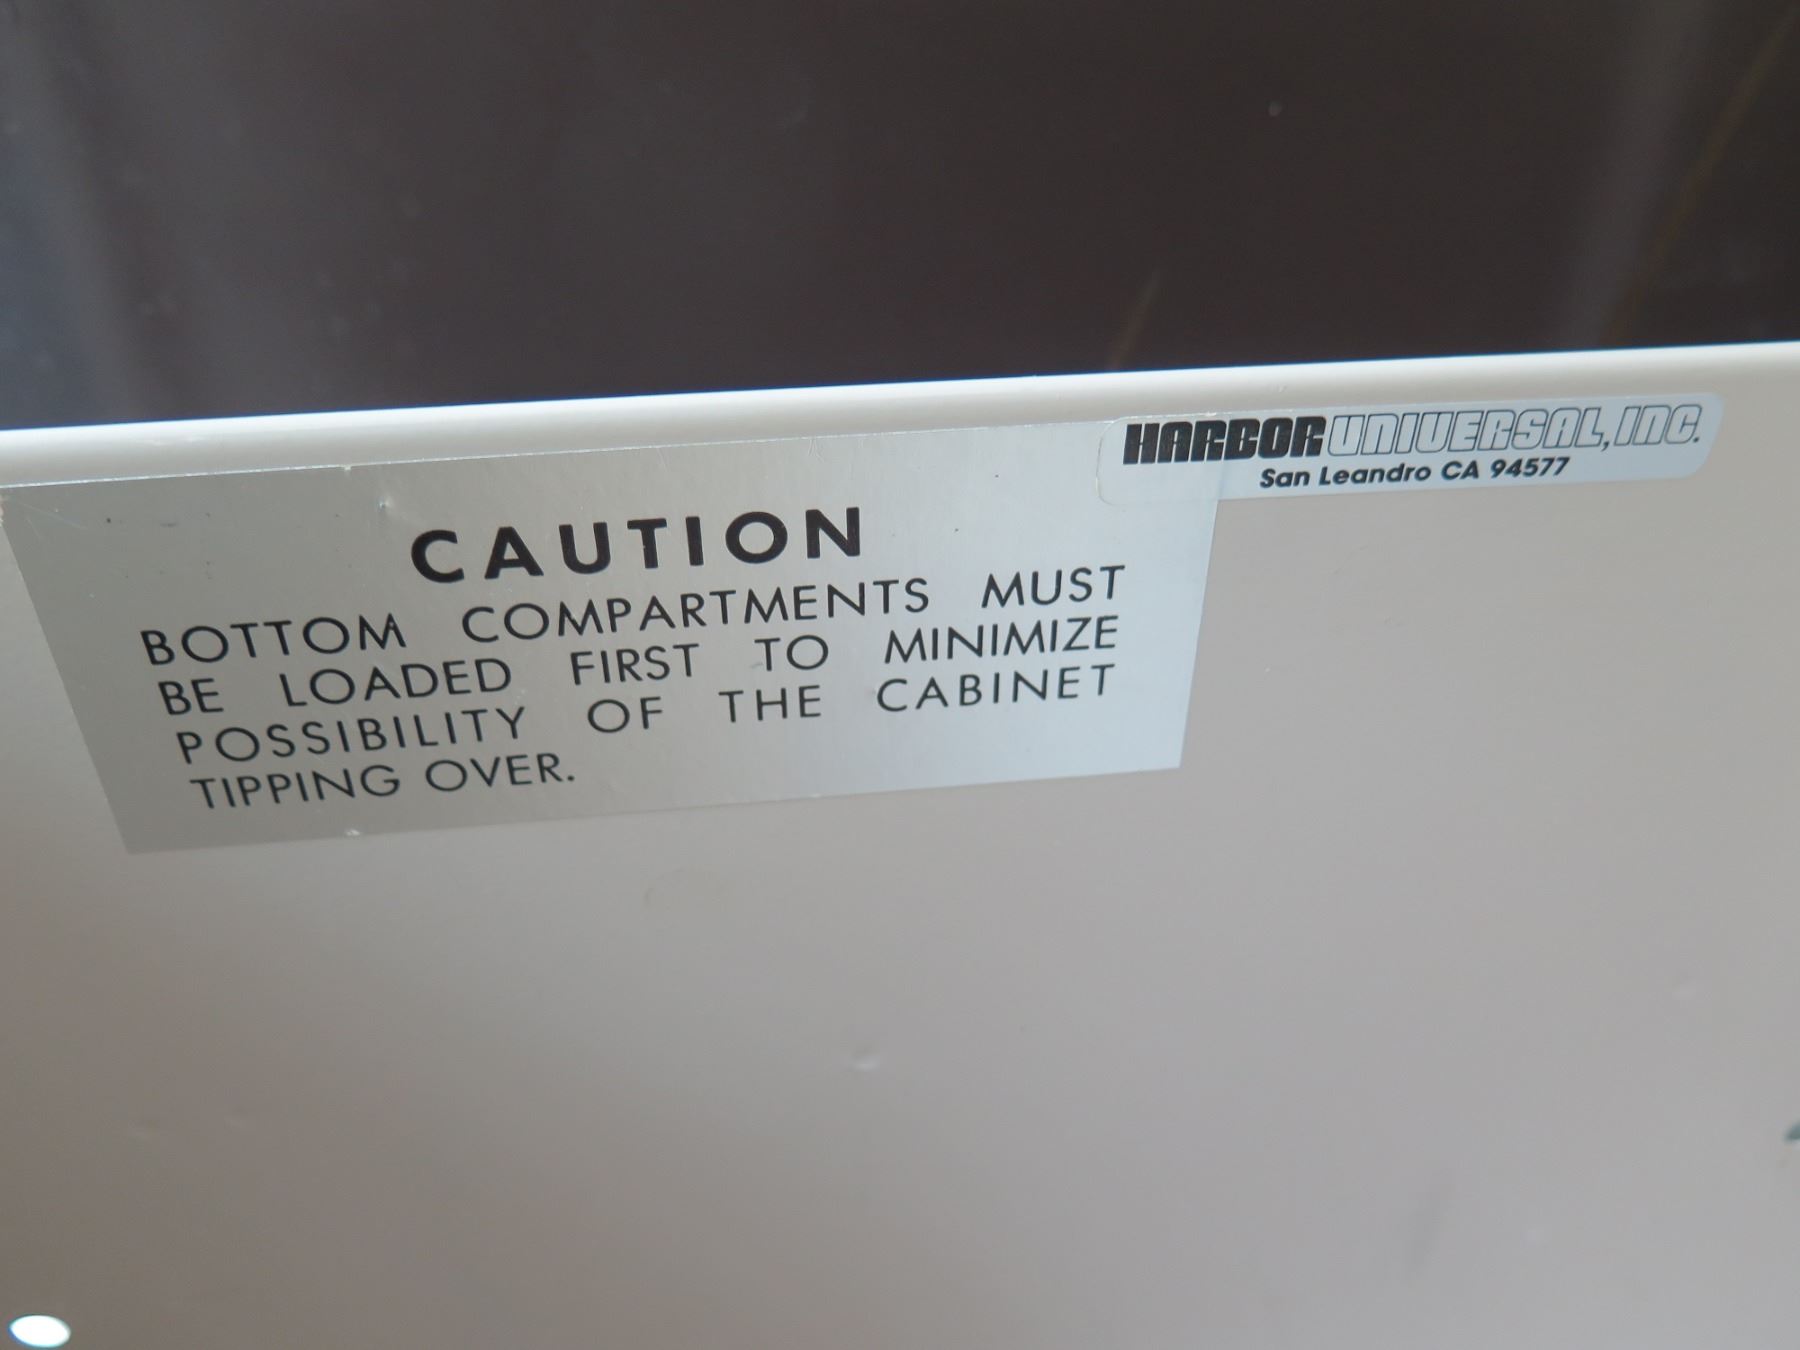 HARBOR UNIVERSAL, INC.
San Leandro CA 94577
CAUTION
BOTTOM COMPARTMENTS MUST
BE LOADED FIRST TO MINIMIZE
POSSIBILITY OF THE CABINET
TIPPING OVER.